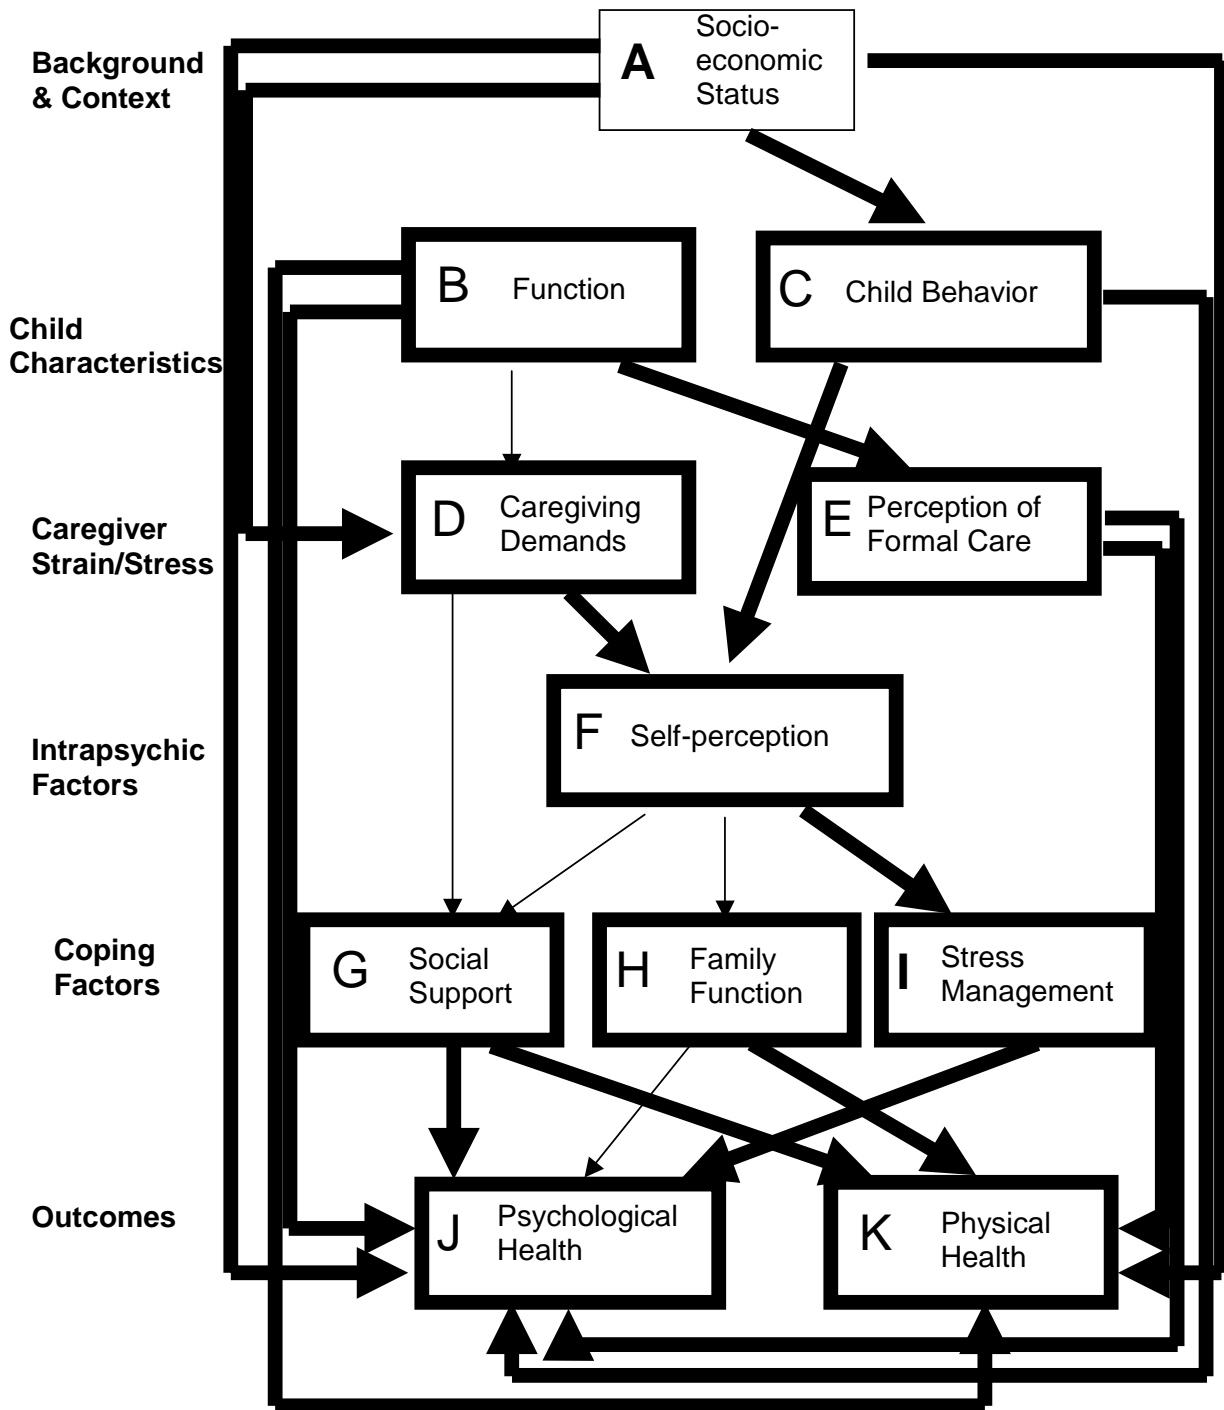 Background
& Context
A
Socio-
economic
Status
Child
Characteristics
B
Function
C
Child Behavior
Caregiver
Strain/Stress
D
Caregiving
Demands
E
Perception of
Formal Care
Intrapsychic
Factors
F
Self-perception
Coping
Factors
G
Social
Support
H
Family
Function
I
Stress
Management
Outcomes
J
Psychological
Health
K
Physical
Health